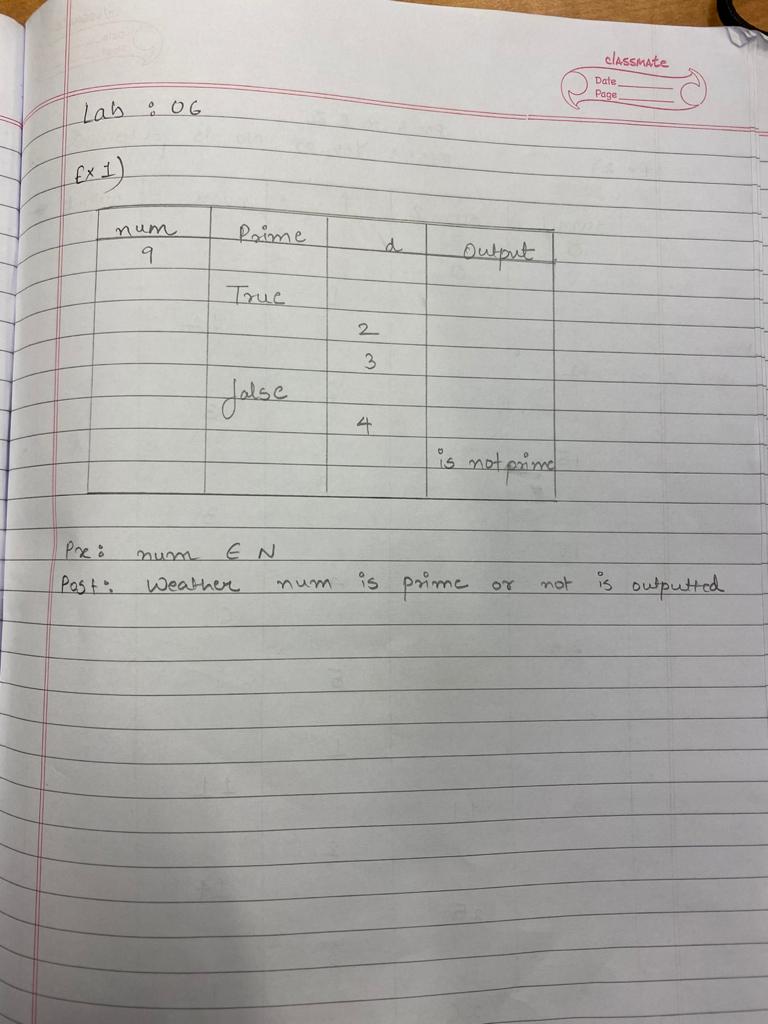 classmate
Date
Page
Lab : 06
Ex 1)
num Prime d Output
9
True
2
3
false
4
is not prime
Pre: num ∈ N
Post: Weather num is prime or not is outputted